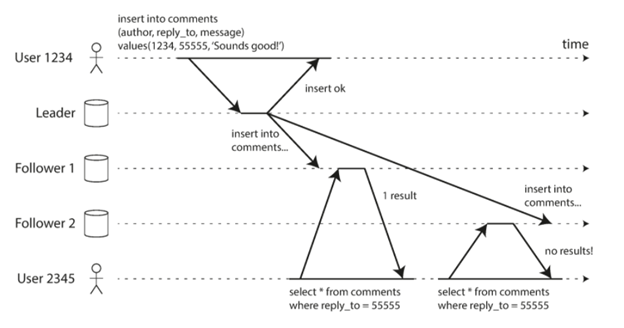 insert into comments
(author, reply_to, message)
values(1234, 55555, 'Sounds good!')
time
User 1234
insert ok
Leader
insert into
comments...
Follower 1
1 result
insert into
comments...
Follower 2
no results!
User 2345
select * from comments
where reply_to = 55555
select * from comments
where reply_to = 55555